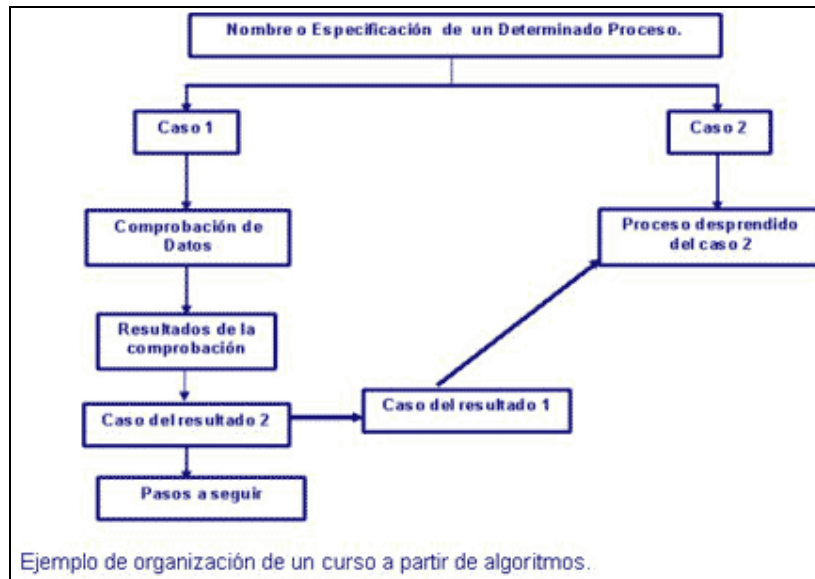 Nombre o Especificación de un Determinado Proceso.
Caso 1
Caso 2
Comprobación de
Datos
Proceso desprendido
del caso 2
Resultados de la
comprobación
Caso del resultado 2
Caso del resultado 1
Pasos a seguir
Ejemplo de organización de un curso a partir de algoritmos.